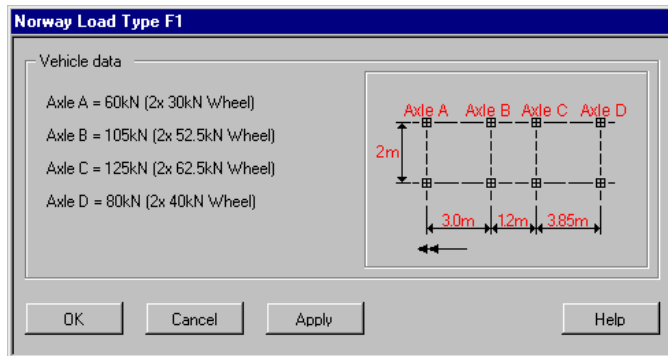 Norway Load Type F1
Vehicle data
Axle A = 60kN (2x 30kN Wheel)
Axle B = 105kN (2x 52.5kN Wheel)
Axle C = 125kN (2x 62.5kN Wheel)
Axle D = 80kN (2x 40kN Wheel)
Axle A Axle B Axle C Axle D
2m
3.0m 1.2m 3.85m
OK Cancel Apply Help